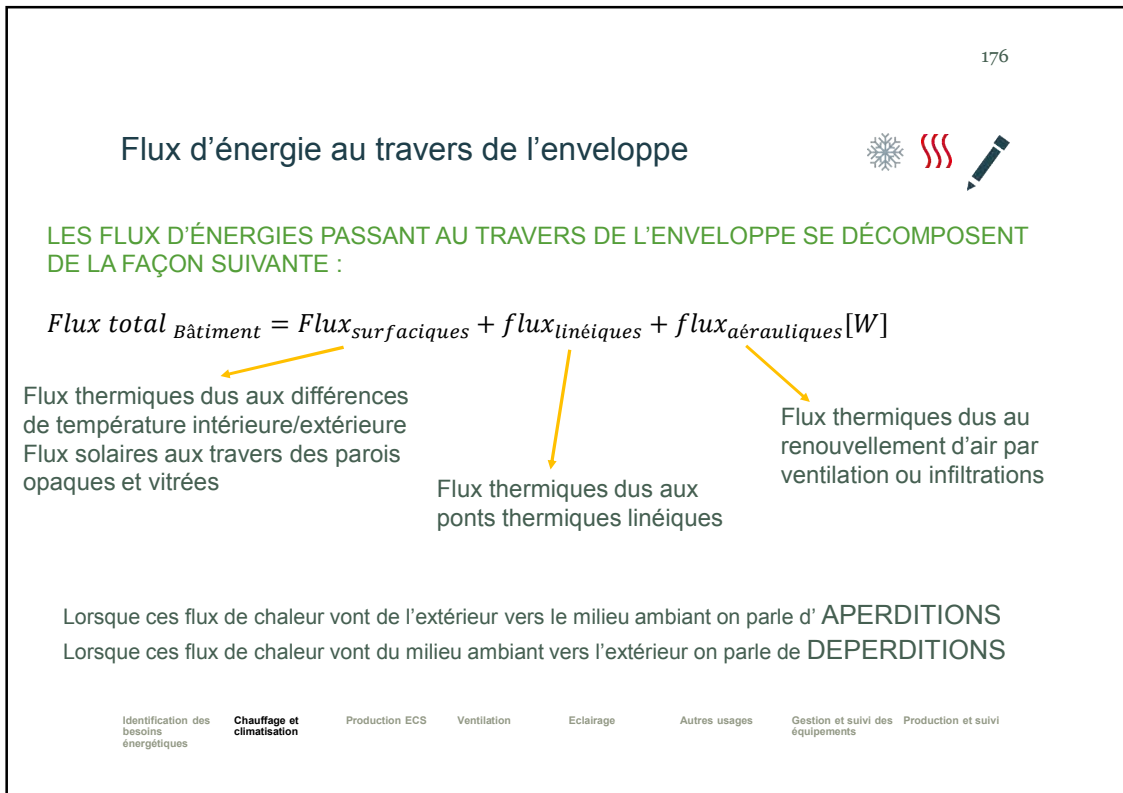 176
Flux d'énergie au travers de l'enveloppe
LES FLUX D'ÉNERGIES PASSANT AU TRAVERS DE L'ENVELOPPE SE DÉCOMPOSENT
DE LA FAÇON SUIVANTE :
Flux total Bâtiment = Flux surfaciques + flux linéiques + flux aérauliques [W]
Flux thermiques dus aux différences
de température intérieure/extérieure
Flux solaires aux travers des parois
opaques et vitrées
Flux thermiques dus aux
ponts thermiques linéiques
Flux thermiques dus au
renouvellement d'air par
ventilation ou infiltrations
Lorsque ces flux de chaleur vont de l'extérieur vers le milieu ambiant on parle d' APERDITIONS
Lorsque ces flux de chaleur vont du milieu ambiant vers l'extérieur on parle de DEPERDITIONS
Identification des
besoins
énergétiques
Chauffage et
climatisation
Production ECS
Ventilation
Eclairage
Autres usages
Gestion et suivi des
équipements
Production et suivi